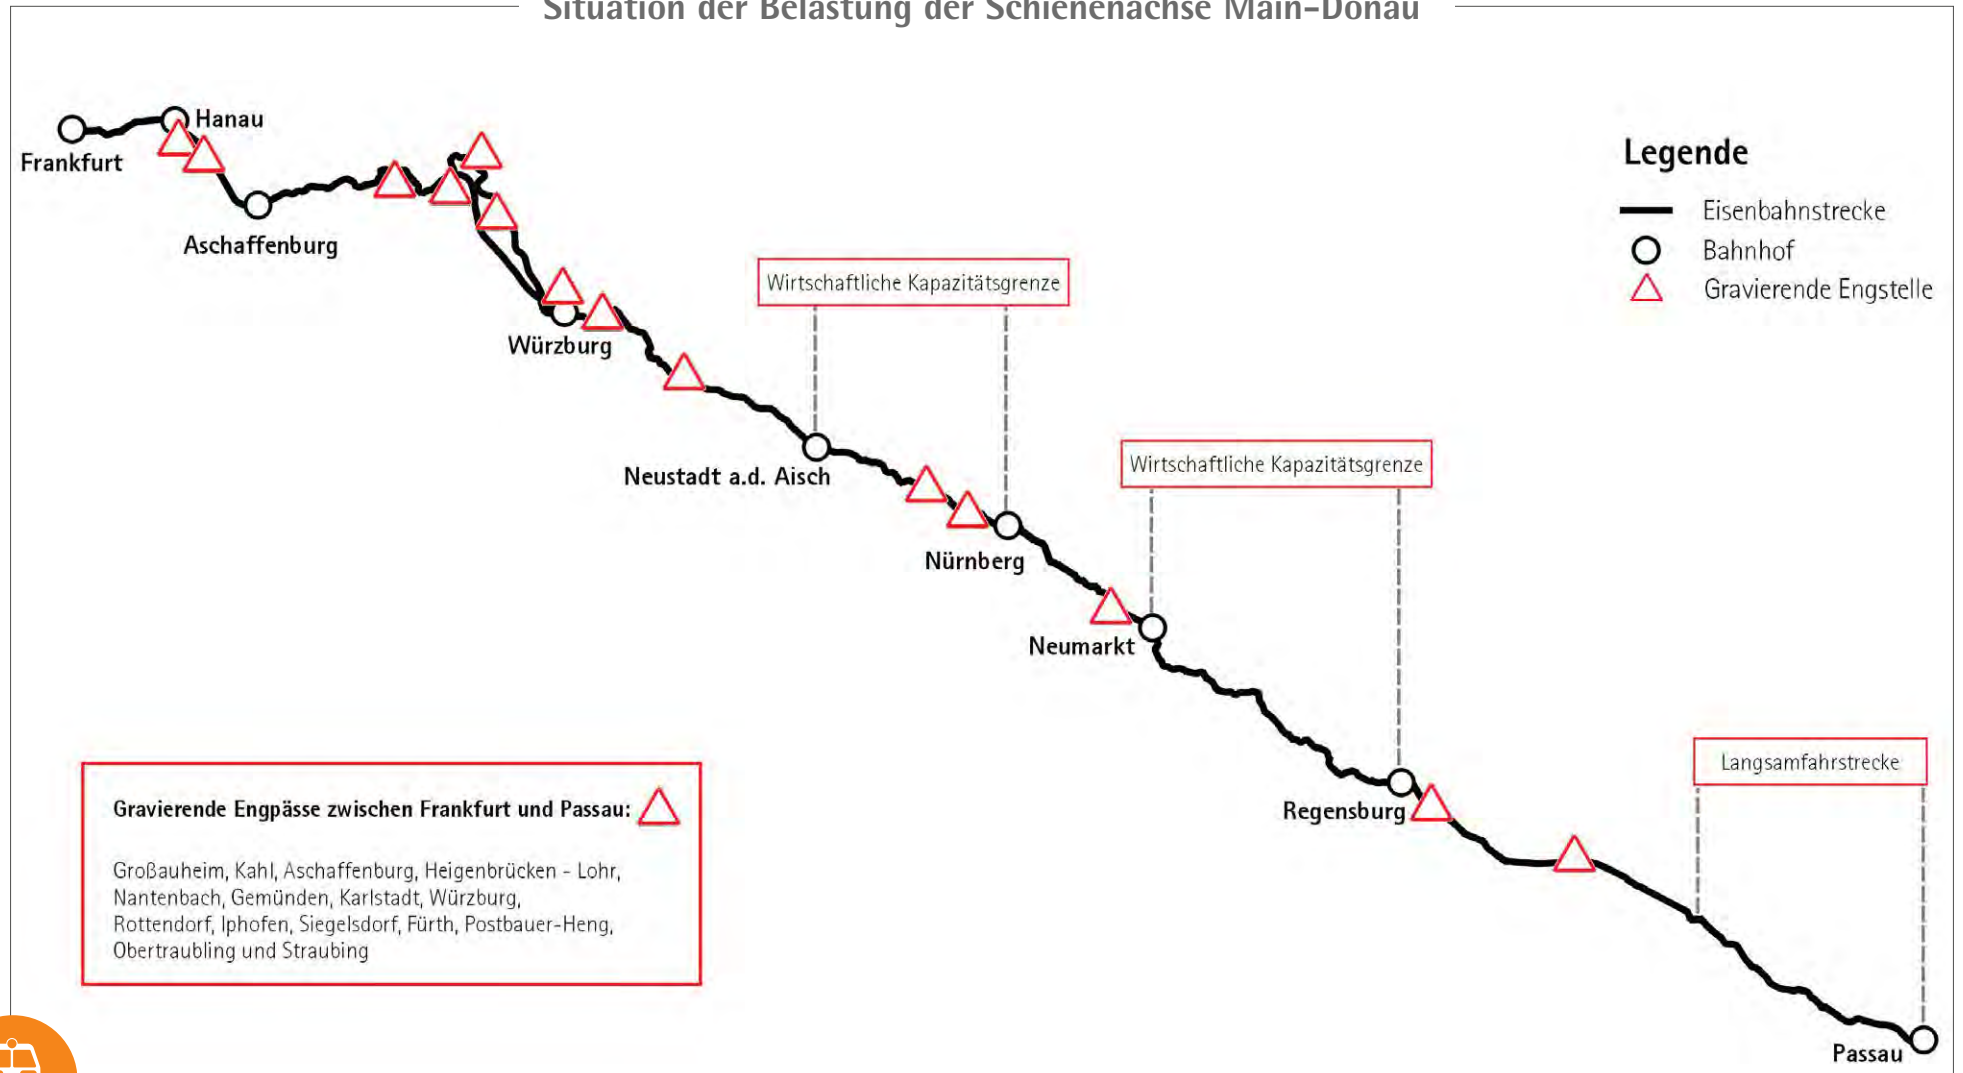 Situation der Belastung der Schienenachse Main-Donau
Hanau
Frankfurt
Aschaffenburg
Würzburg
Wirtschaftliche Kapazitätsgrenze
Neustadt a.d. Aisch
Nürnberg
Wirtschaftliche Kapazitätsgrenze
Neumarkt
Regensburg
Langsamfahrstrecke
Passau
Legende
Eisenbahnstrecke
Bahnhof
Gravierende Engstelle
Gravierende Engpässe zwischen Frankfurt und Passau:
Großauheim, Kahl, Aschaffenburg, Heigenbrücken - Lohr,
Nantenbach, Gemünden, Karlstadt, Würzburg,
Rottendorf, Iphofen, Siegelsdorf, Fürth, Postbauer-Heng,
Obertraubling und Straubing